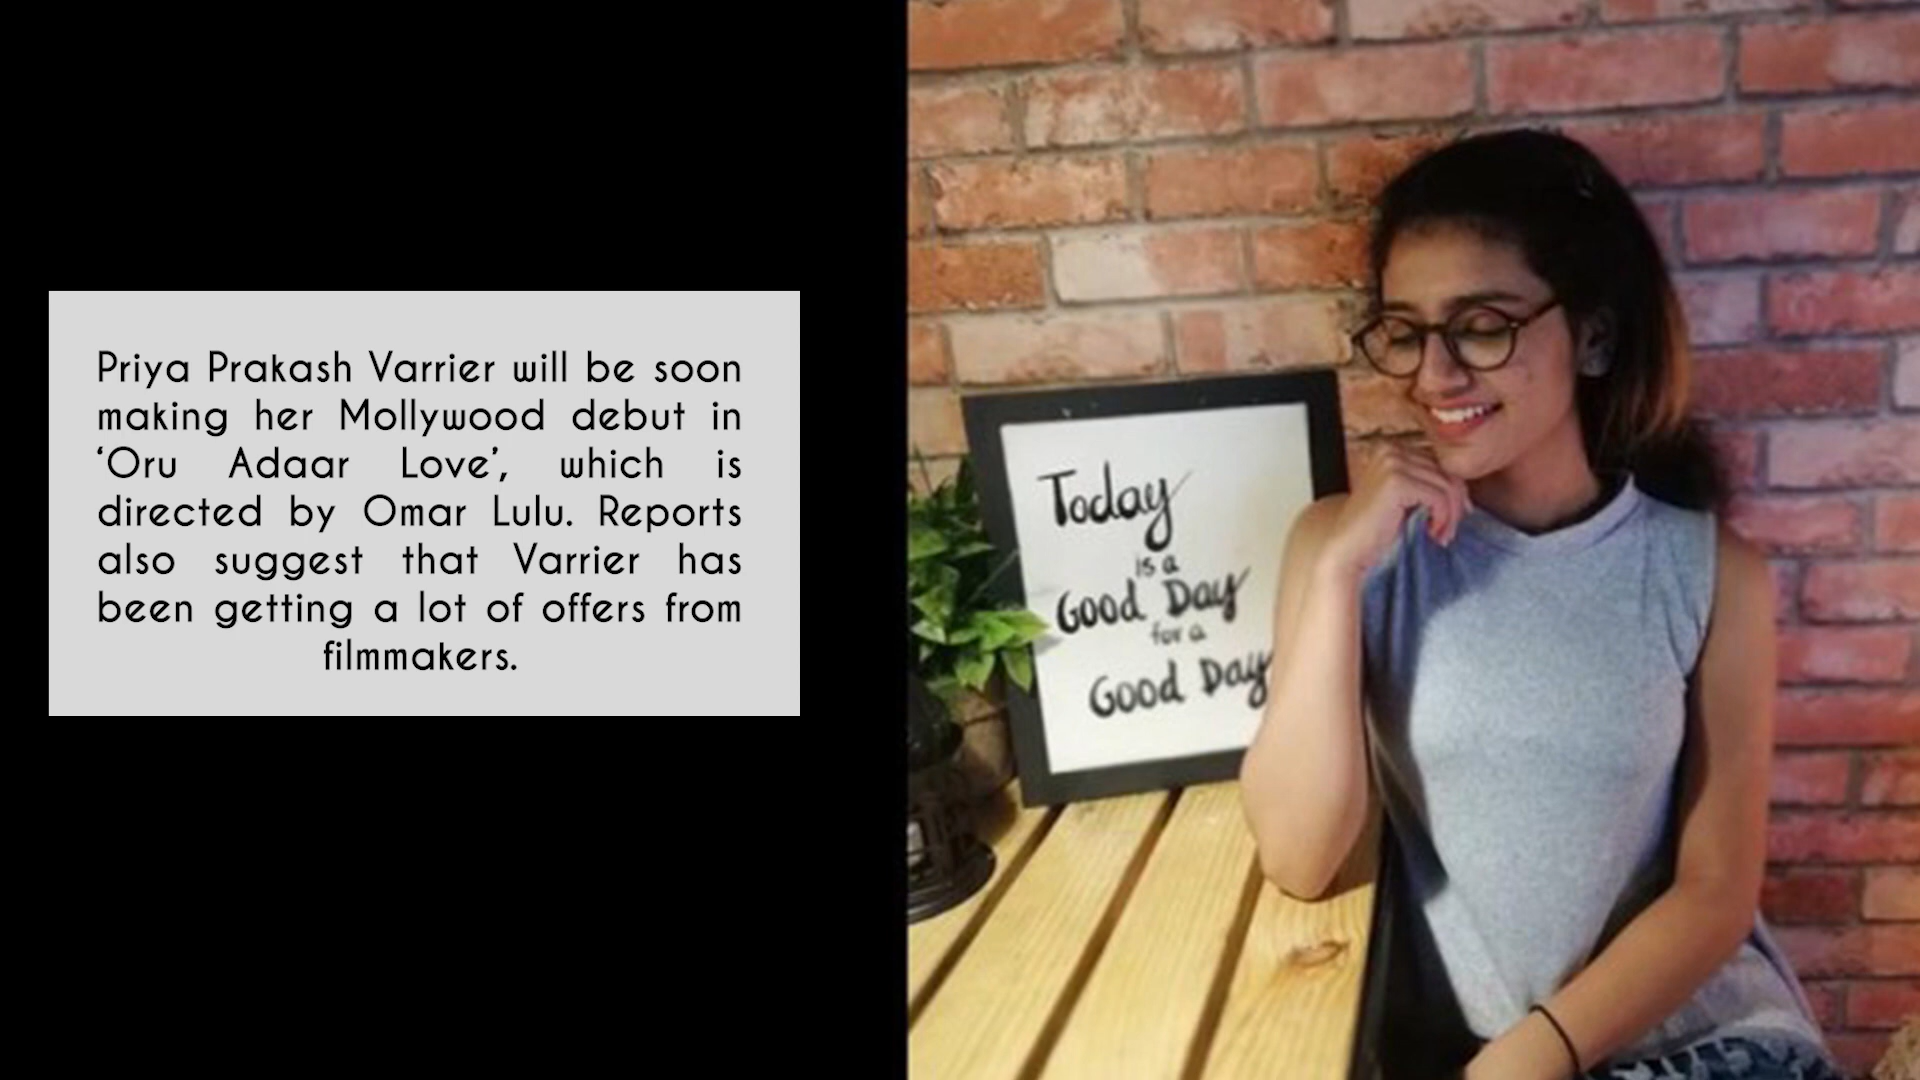 Priya Prakash Varrier will be soon
making her Mollywood debut in
‘Oru Adaar Love’, which is
directed by Omar Lulu. Reports
also suggest that Varrier has
been getting a lot of offers from
filmmakers.
Today
is a
Good Day
for a
Good Day